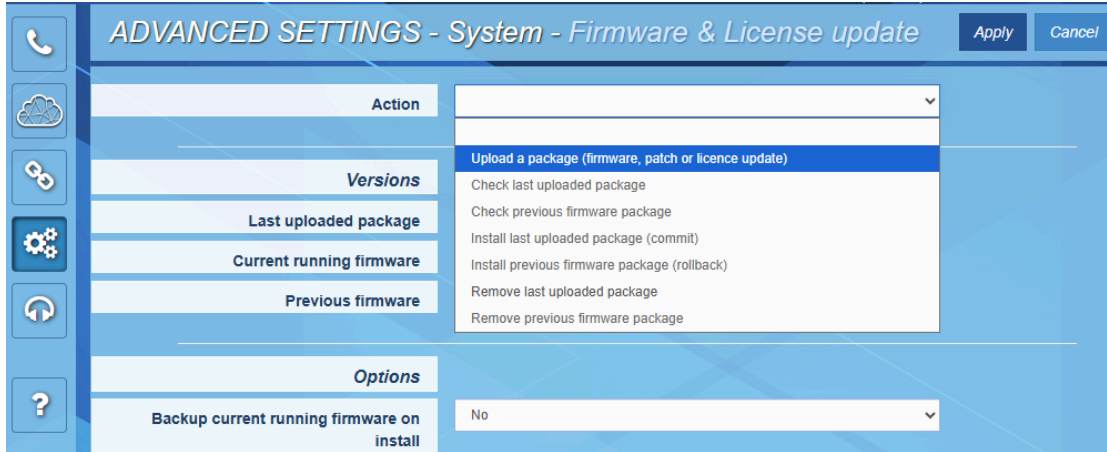 ADVANCED SETTINGS - System - Firmware & License update
Apply
Cancel
Action
Upload a package (firmware, patch or licence update)
Versions
Check last uploaded package
Check previous firmware package
Last uploaded package
Install last uploaded package (commit)
Current running firmware
Install previous firmware package (rollback)
Previous firmware
Remove last uploaded package
Remove previous firmware package
Options
?
Backup current running firmware on
install
No